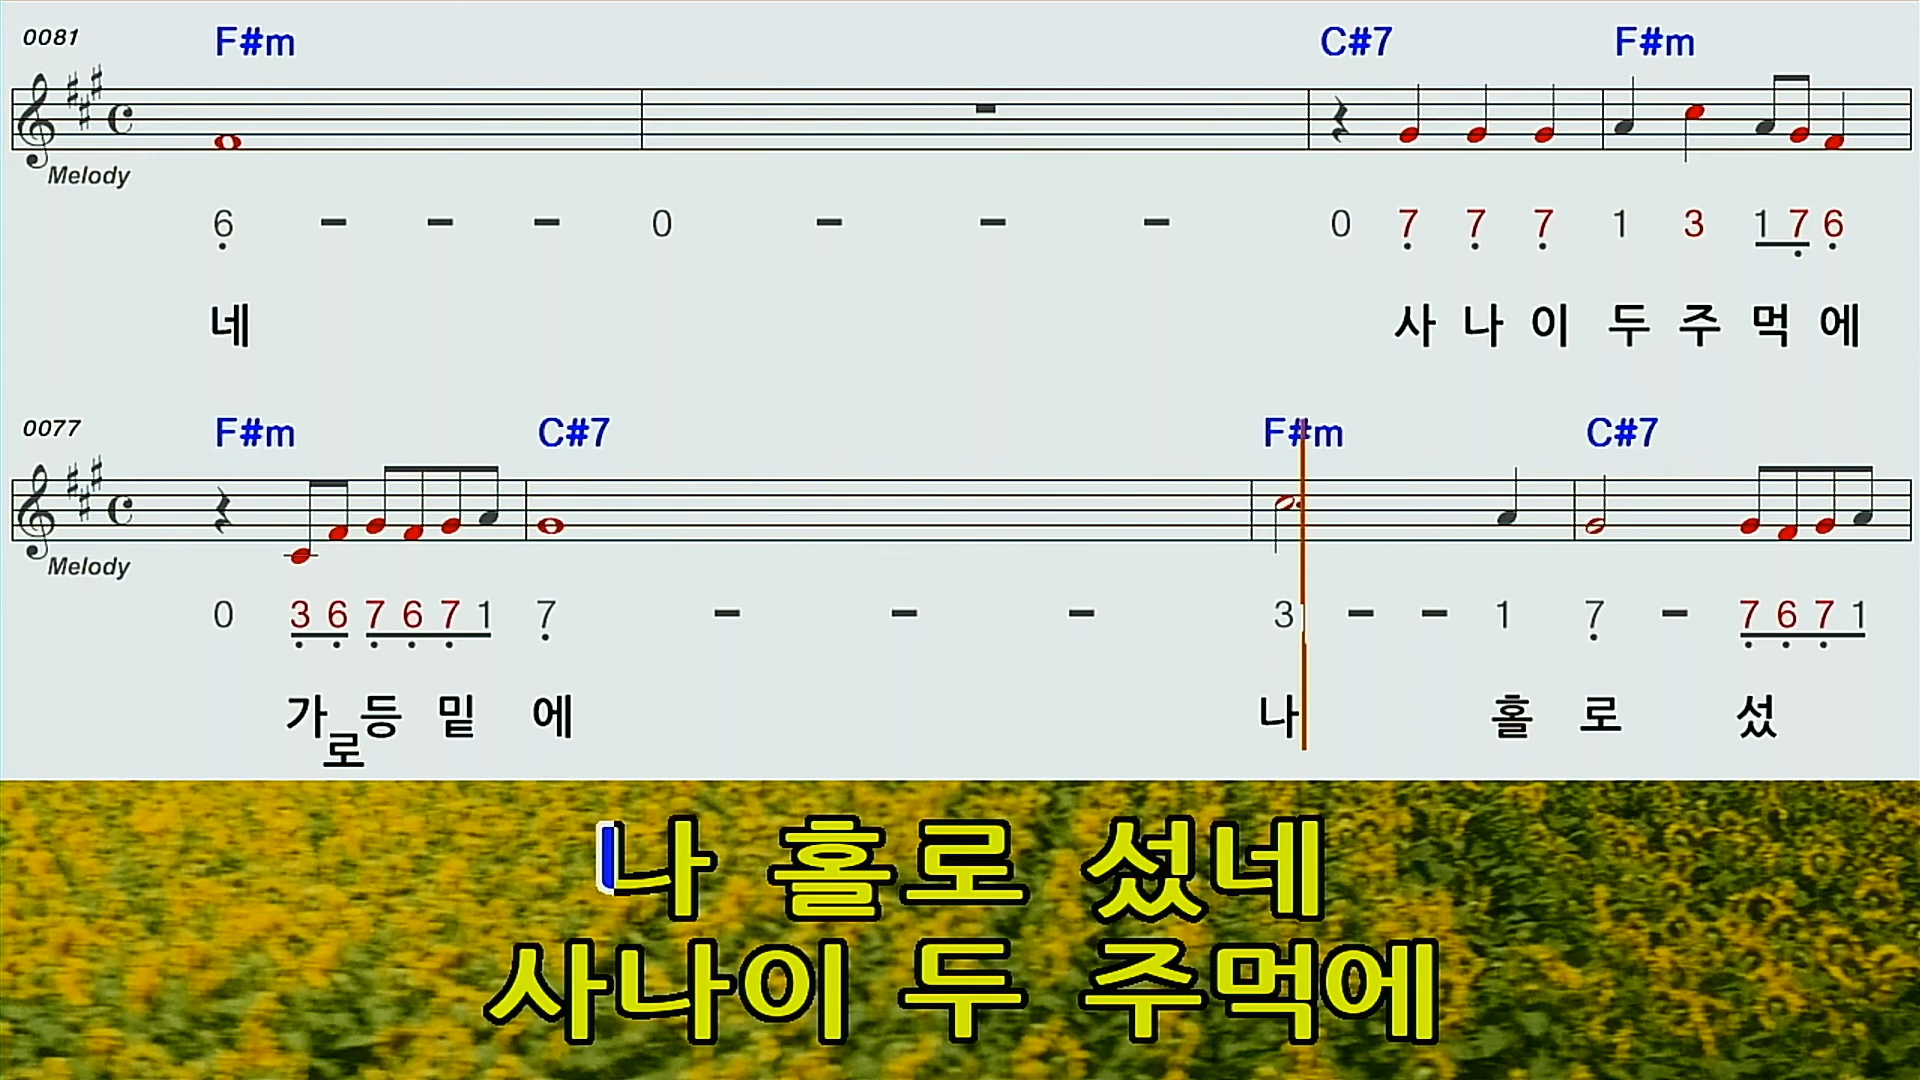 0081 F#m C#7 F#m
Melody
6 - - - 0 - - - 0 7 7 7 1 3 1 7 6
네 사 나 이 두 주 먹 에
0077 F#m C#7 F#m C#7
Melody
0 3 6 7 6 7 1 7 - - - 3 - - 1 7 - 7 6 7 1
가 등 밑 에 나 홀 로 섰
로
나 홀로 섰네
사나이 두 주먹에